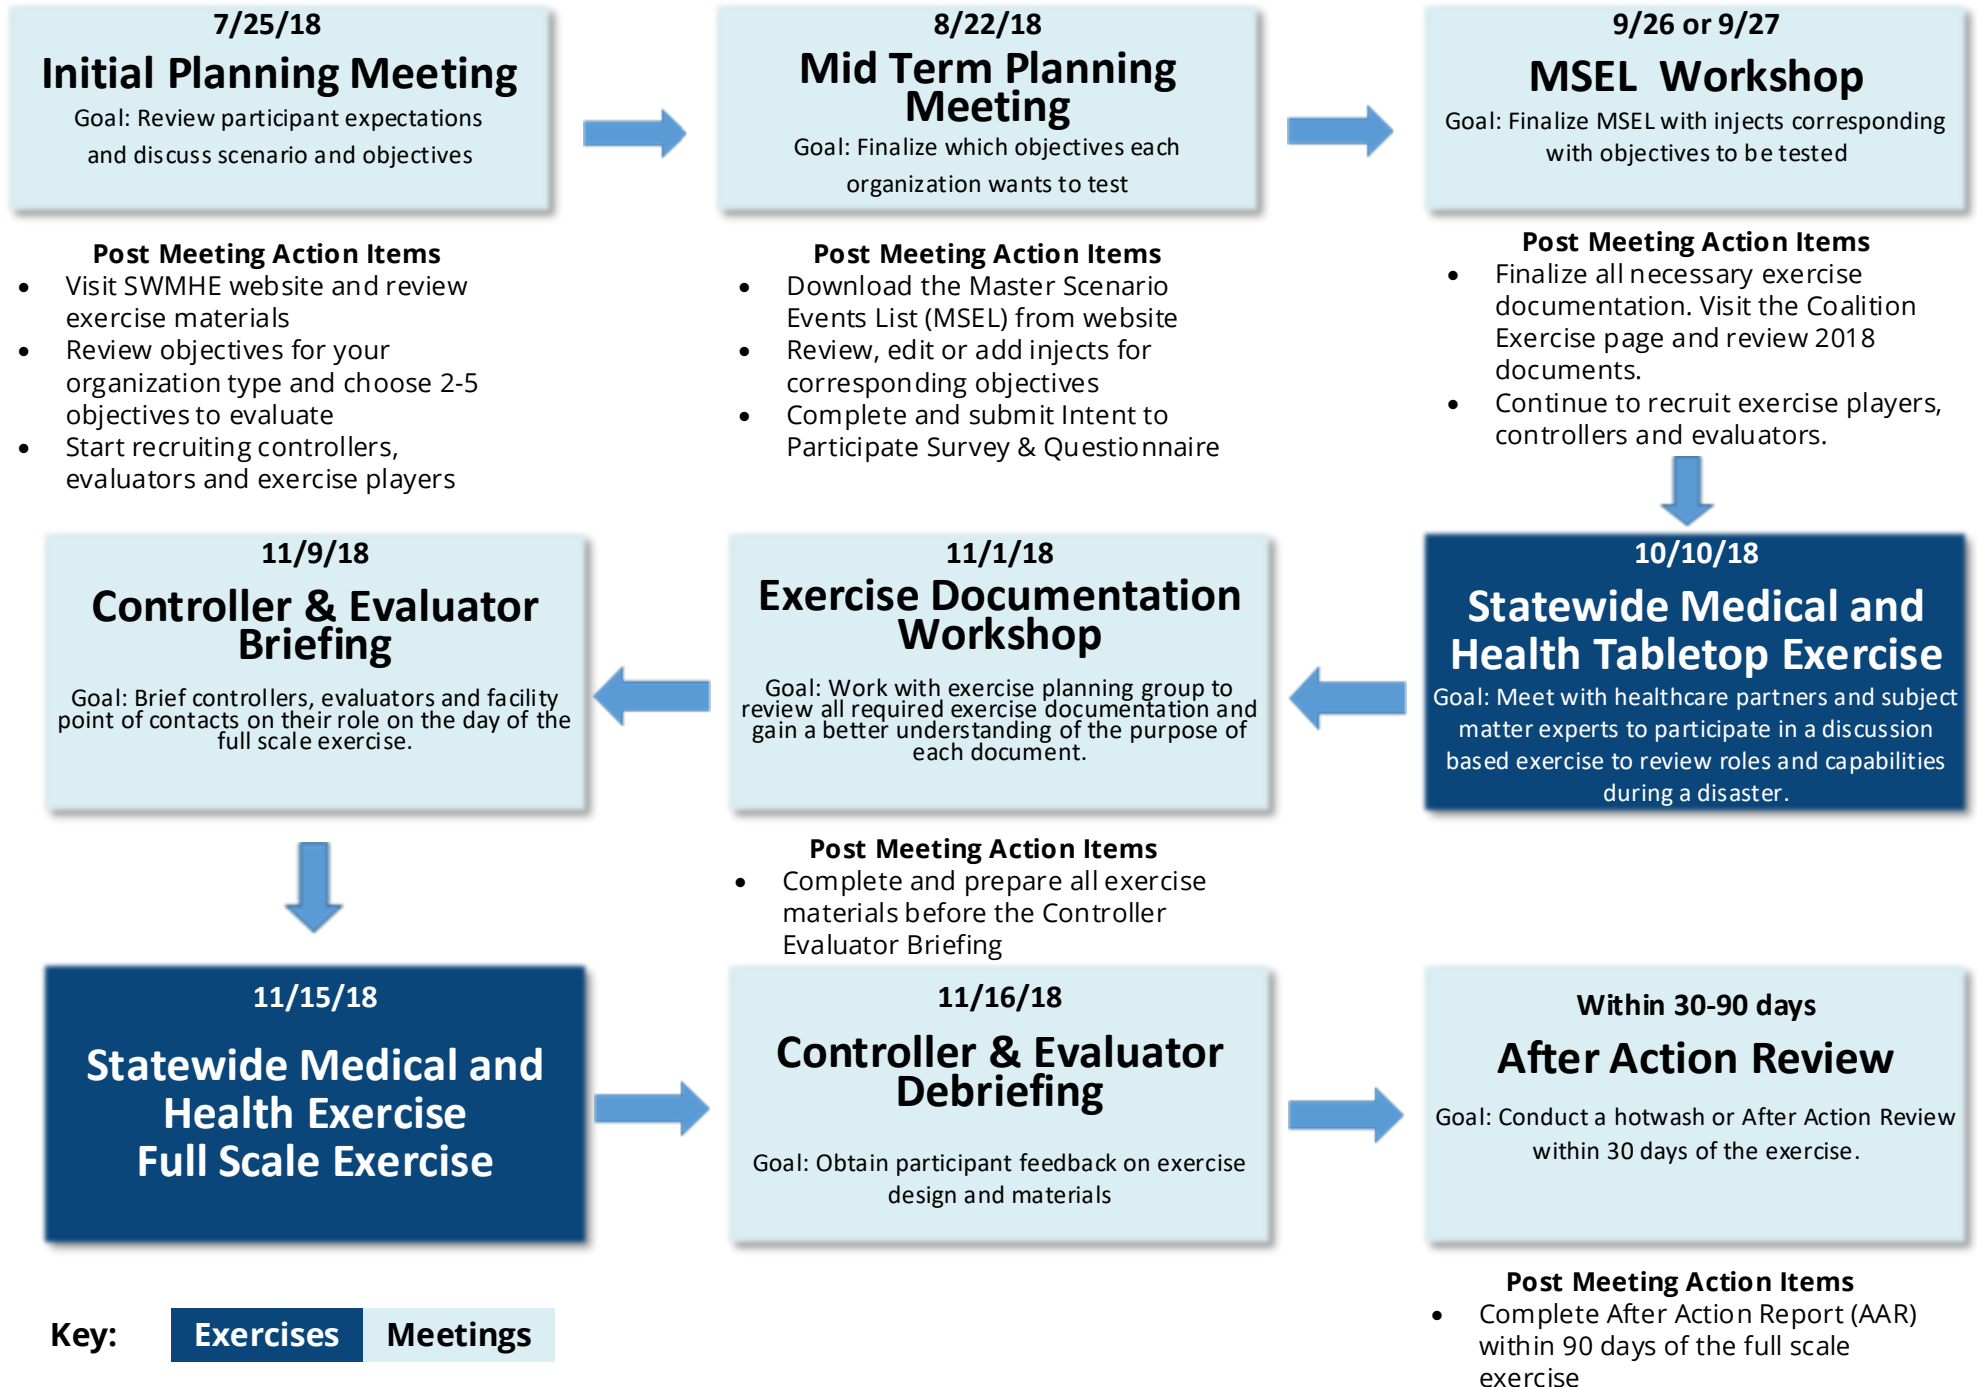 7/25/18
Initial Planning Meeting
Goal: Review participant expectations
and discuss scenario and objectives
Post Meeting Action Items
• Visit SWMHE website and review
exercise materials
• Review objectives for your
organization type and choose 2-5
objectives to evaluate
• Start recruiting controllers,
evaluators and exercise players
8/22/18
Mid Term Planning
Meeting
Goal: Finalize which objectives each
organization wants to test
Post Meeting Action Items
• Download the Master Scenario
Events List (MSEL) from website
• Review, edit or add injects for
corresponding objectives
• Complete and submit Intent to
Participate Survey & Questionnaire
9/26 or 9/27
MSEL Workshop
Goal: Finalize MSEL with injects corresponding
with objectives to be tested
Post Meeting Action Items
• Finalize all necessary exercise
documentation. Visit the Coalition
Exercise page and review 2018
documents.
• Continue to recruit exercise players,
controllers and evaluators.
10/10/18
Statewide Medical and
Health Tabletop Exercise
Goal: Meet with healthcare partners and subject
matter experts to participate in a discussion
based exercise to review roles and capabilities
during a disaster.
11/1/18
Exercise Documentation
Workshop
Goal: Work with exercise planning group to
review all required exercise documentation and
gain a better understanding of the purpose of
each document.
Post Meeting Action Items
• Complete and prepare all exercise
materials before the Controller
Evaluator Briefing
11/9/18
Controller & Evaluator
Briefing
Goal: Brief controllers, evaluators and facility
point of contacts on their role on the day of the
full scale exercise.
11/15/18
Statewide Medical and
Health Exercise
Full Scale Exercise
11/16/18
Controller & Evaluator
Debriefing
Goal: Obtain participant feedback on exercise
design and materials
Within 30-90 days
After Action Review
Goal: Conduct a hotwash or After Action Review
within 30 days of the exercise.
Post Meeting Action Items
• Complete After Action Report (AAR)
within 90 days of the full scale
exercise
Key: Exercises Meetings